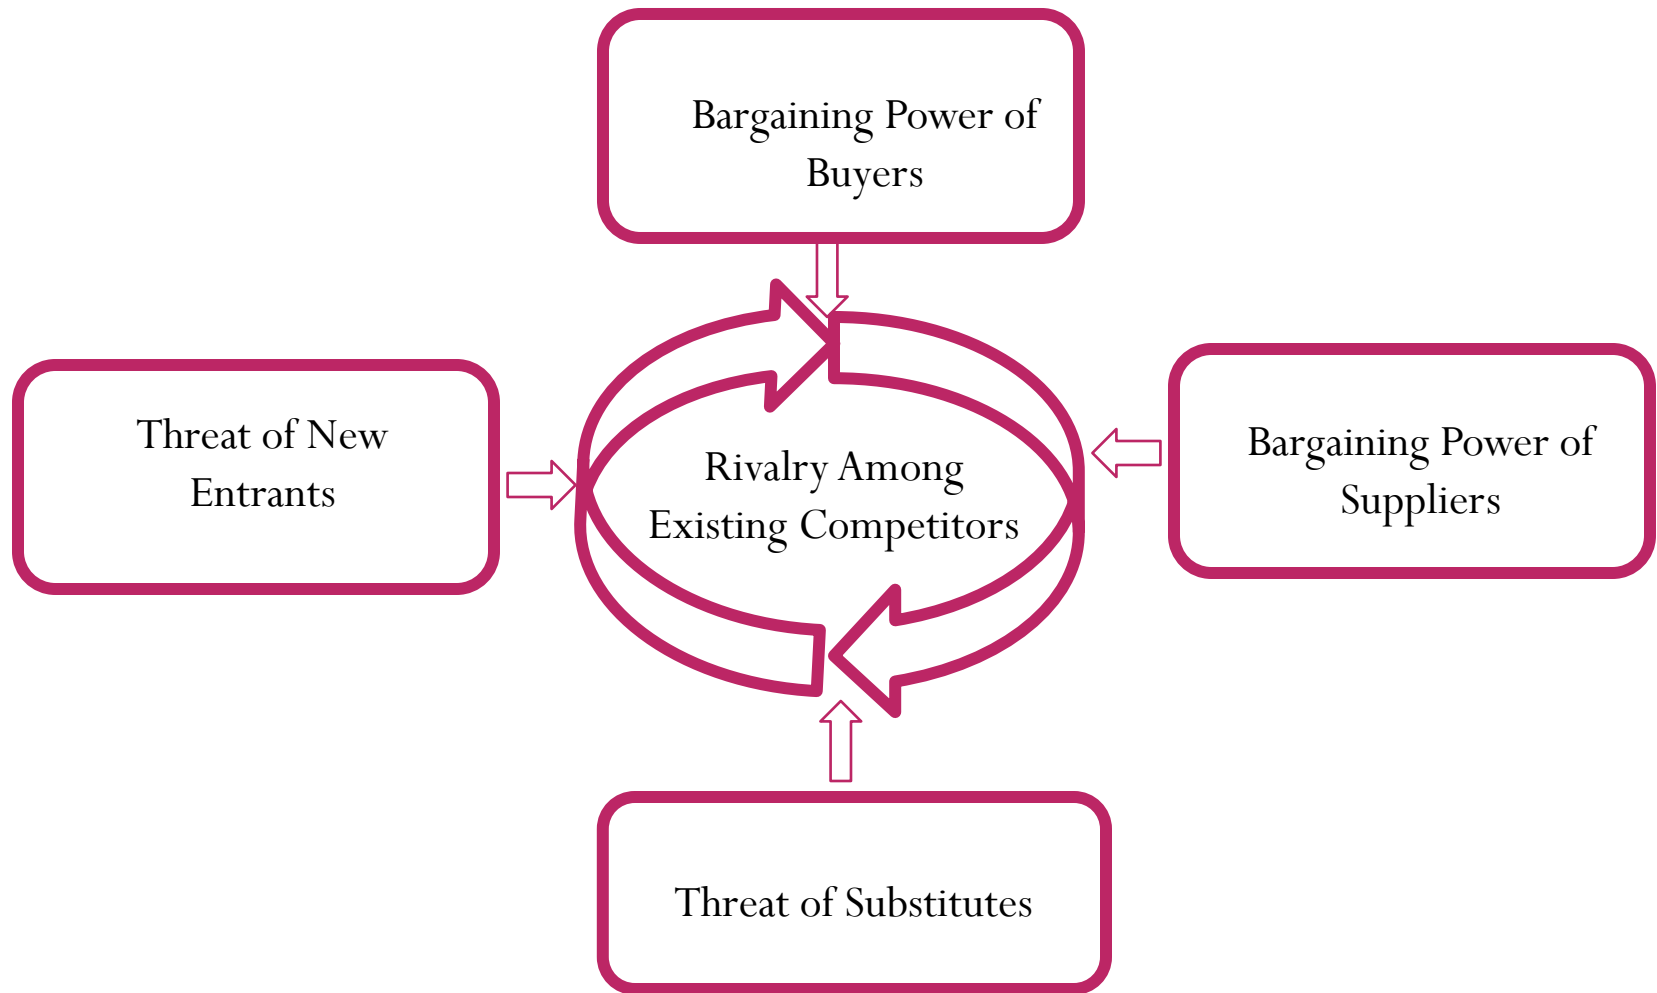 Bargaining Power of
Buyers
Threat of New
Entrants
Rivalry Among
Existing Competitors
Bargaining Power of
Suppliers
Threat of Substitutes